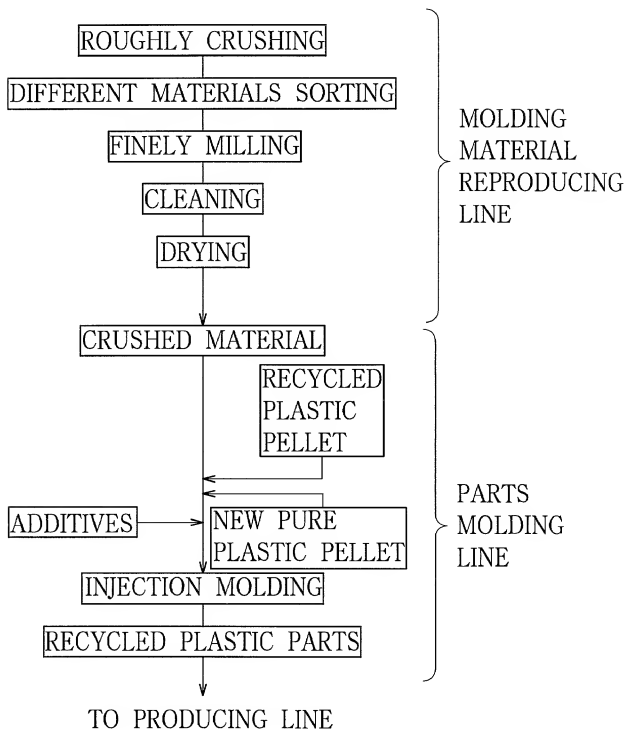 ROUGHLY CRUSHING
DIFFERENT MATERIALS SORTING
FINELY MILLING
CLEANING
DRYING
MOLDING
MATERIAL
REPRODUCING
LINE
CRUSHED MATERIAL
RECYCLED
PLASTIC
PELLET
ADDITIVES
NEW PURE
PLASTIC PELLET
INJECTION MOLDING
RECYCLED PLASTIC PARTS
PARTS
MOLDING
LINE
TO PRODUCING LINE